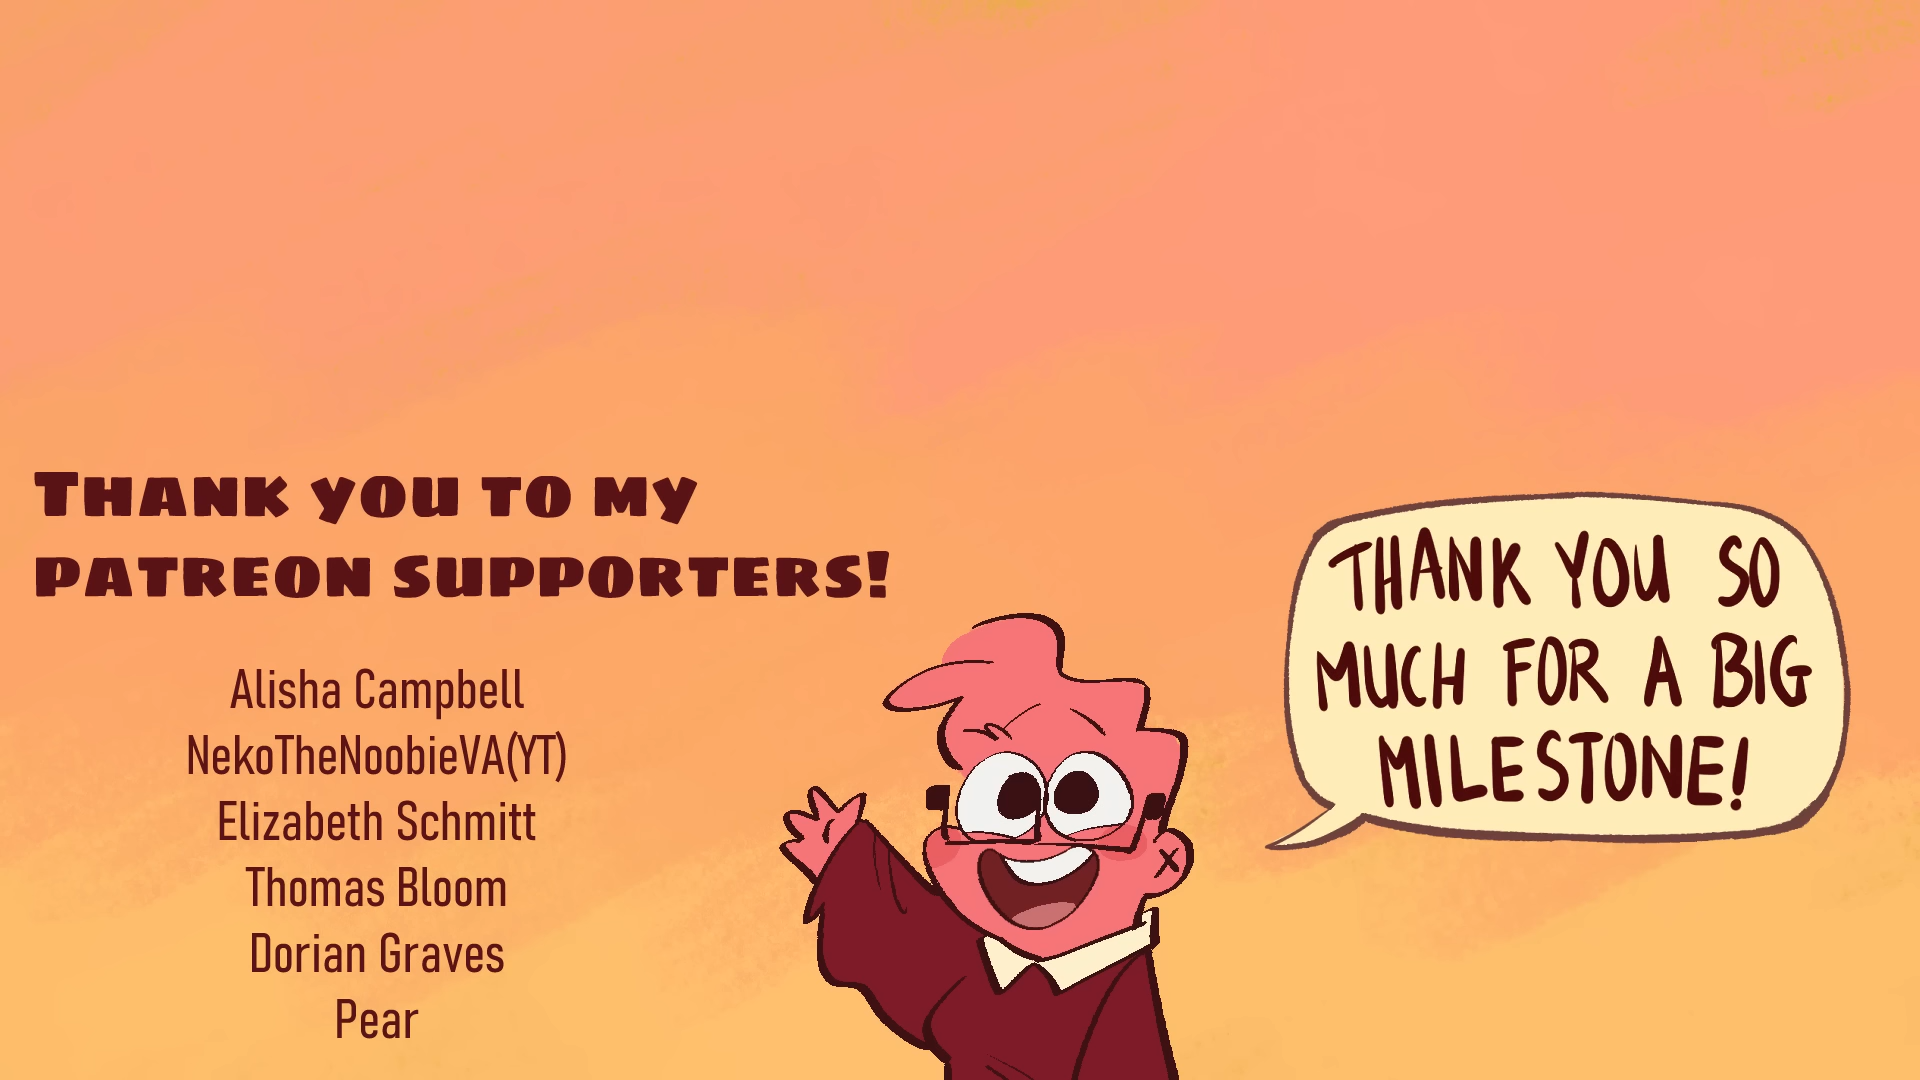 Thank you to my
patreon supporters!
Alisha Campbell
NekoTheNoobieVA(YT)
Elizabeth Schmitt
Thomas Bloom
Dorian Graves
Pear
THANK YOU SO
MUCH FOR A BIG
MILESTONE!